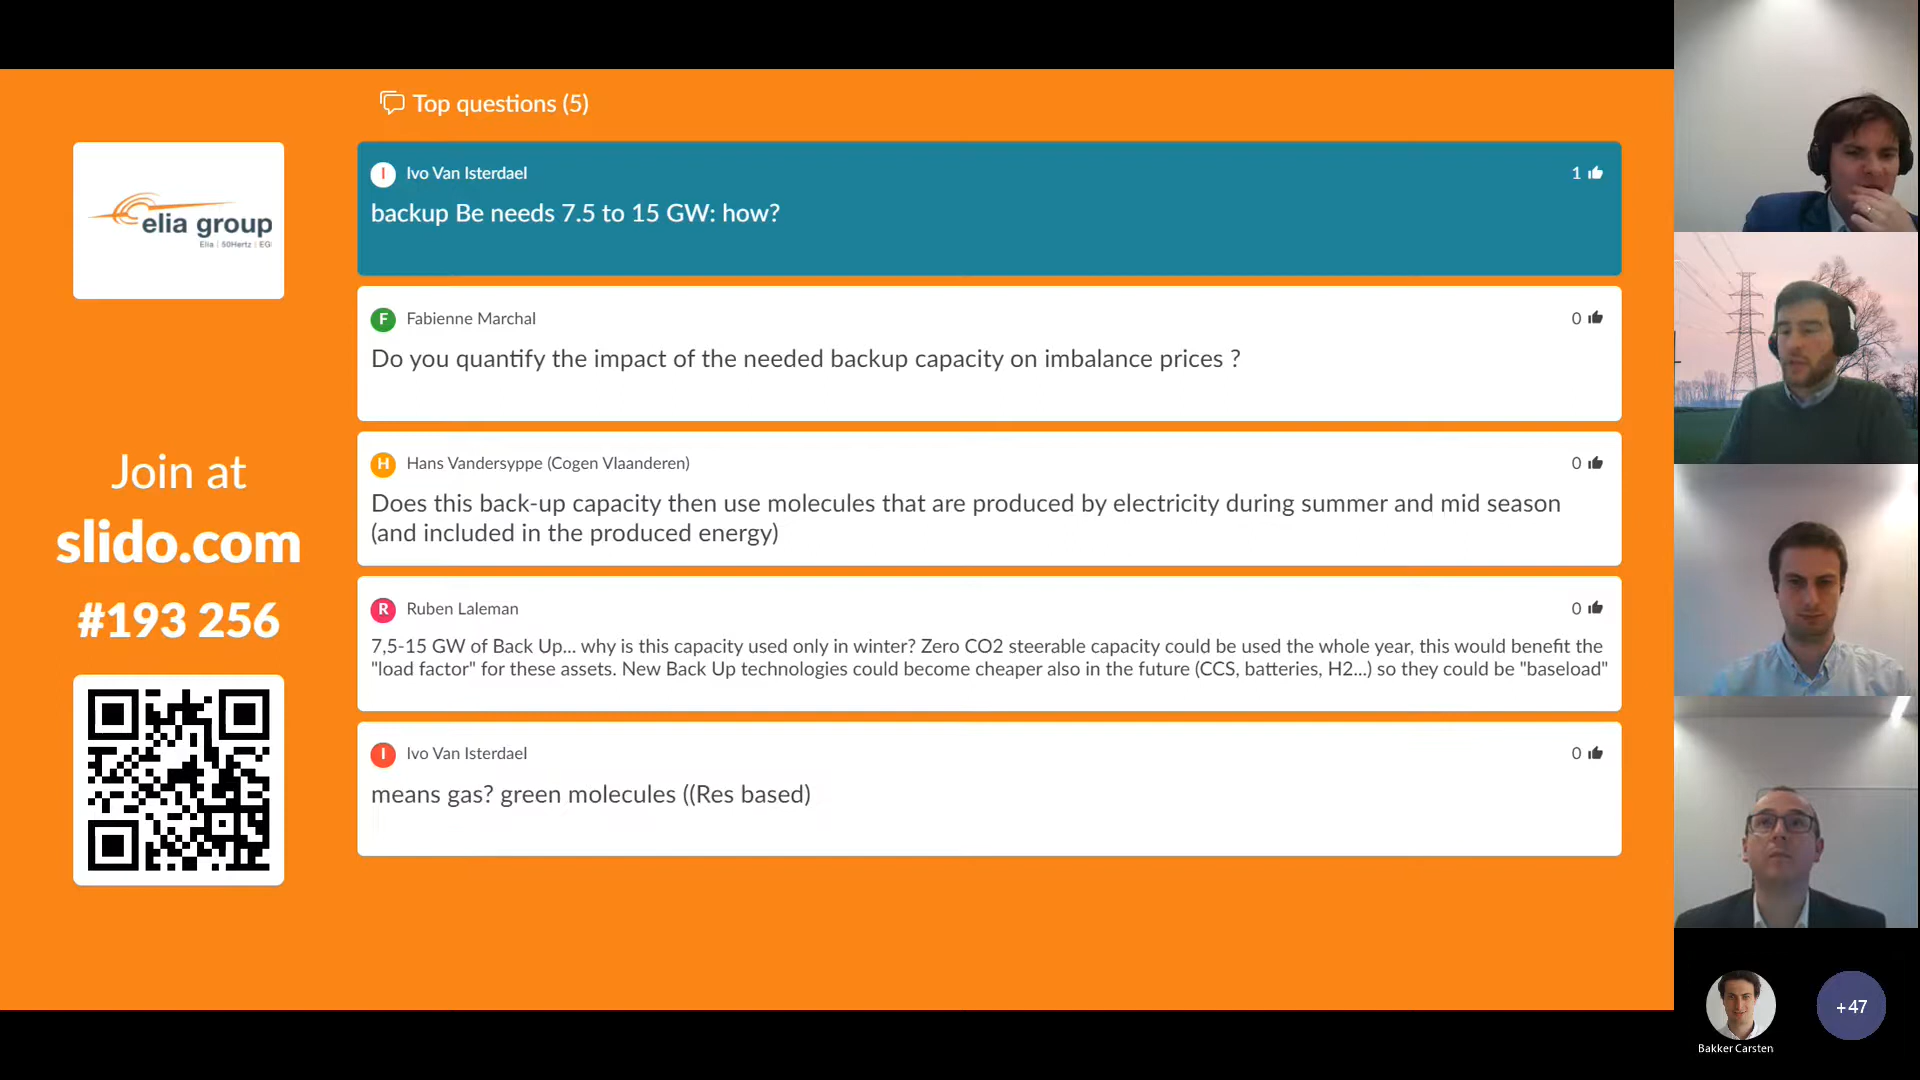 Top questions (5)
elia group
Elia | 50Hertz | EG
Join at
slido.com
#193 256
I Ivo Van Isterdael 1
backup Be needs 7.5 to 15 GW: how?
F Fabienne Marchal 0
Do you quantify the impact of the needed backup capacity on imbalance prices ?
H Hans Vandersyppe (Cogen Vlaanderen) 0
Does this back-up capacity then use molecules that are produced by electricity during summer and mid season
(and included in the produced energy)
R Ruben Laleman 0
7,5-15 GW of Back Up... why is this capacity used only in winter? Zero CO2 steerable capacity could be used the whole year, this would benefit the
"load factor" for these assets. New Back Up technologies could become cheaper also in the future (CCS, batteries, H2...) so they could be "baseload"
I Ivo Van Isterdael 0
means gas? green molecules ((Res based)
+47
Bakker Carsten